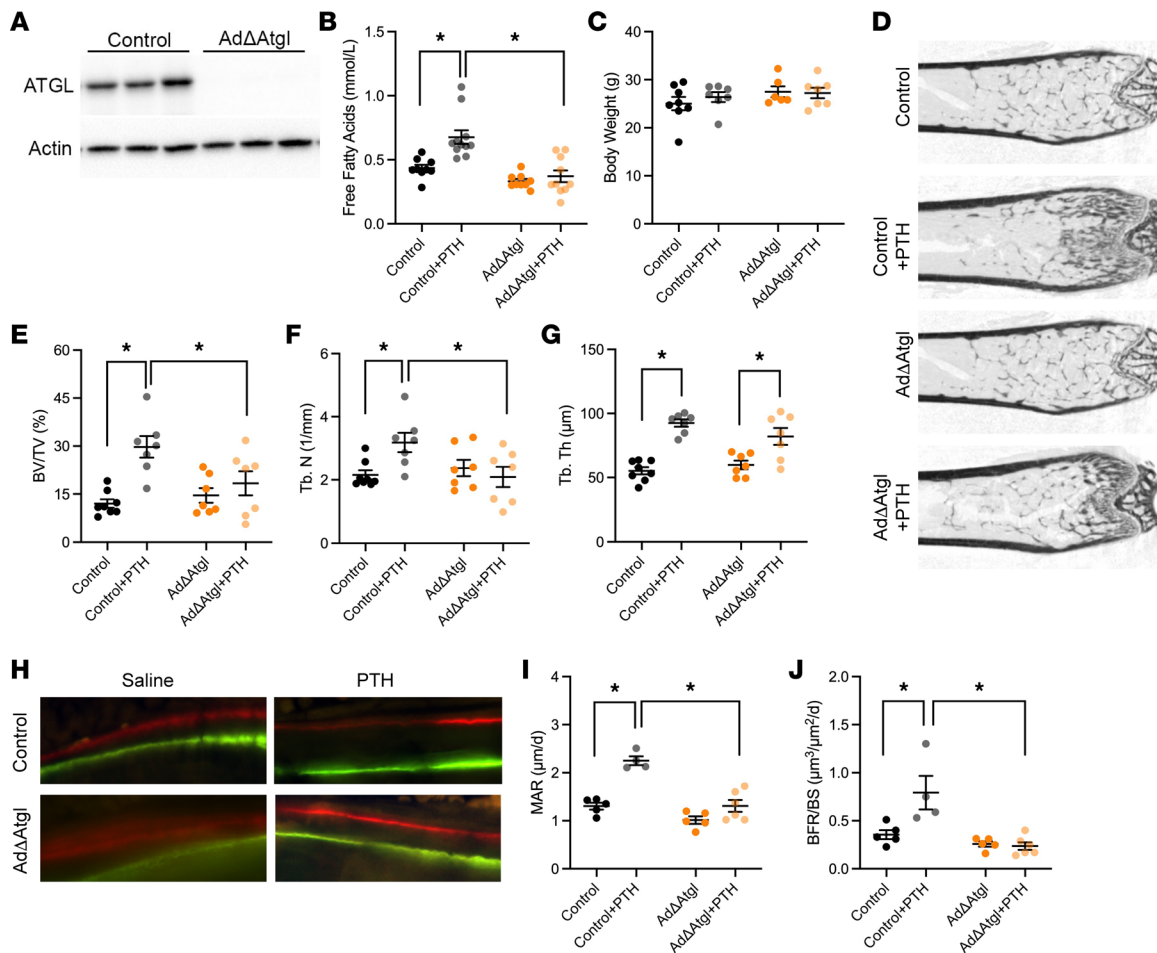 A
Control
AdΔAtgl
ATGL
Actin
B
Free Fatty Acids (mmol/L)
1.5
1.0
0.5
0.0
*
*
Control
Control+PTH
AdΔAtgl
AdΔAtgl+PTH
C
Body Weight (g)
40
30
20
10
0
Control
Control+PTH
AdΔAtgl
AdΔAtgl+PTH
D
Control
Control
+PTH
AdΔAtgl
AdΔAtgl
+PTH
E
BV/TV (%)
60
45
30
15
0
*
*
Control
Control+PTH
AdΔAtgl
AdΔAtgl+PTH
F
Tb. N (1/mm)
6
4
2
0
*
*
Control
Control+PTH
AdΔAtgl
AdΔAtgl+PTH
G
Tb. Th (μm)
150
100
50
0
*
*
Control
Control+PTH
AdΔAtgl
AdΔAtgl+PTH
H
Saline
PTH
Control
AdΔAtgl
I
MAR (μm/d)
4
3
2
1
0
*
*
Control
Control+PTH
AdΔAtgl
AdΔAtgl+PTH
J
BFR/BS (μm³/μm²/d)
2.0
1.5
1.0
0.5
0.0
*
*
Control
Control+PTH
AdΔAtgl
AdΔAtgl+PTH